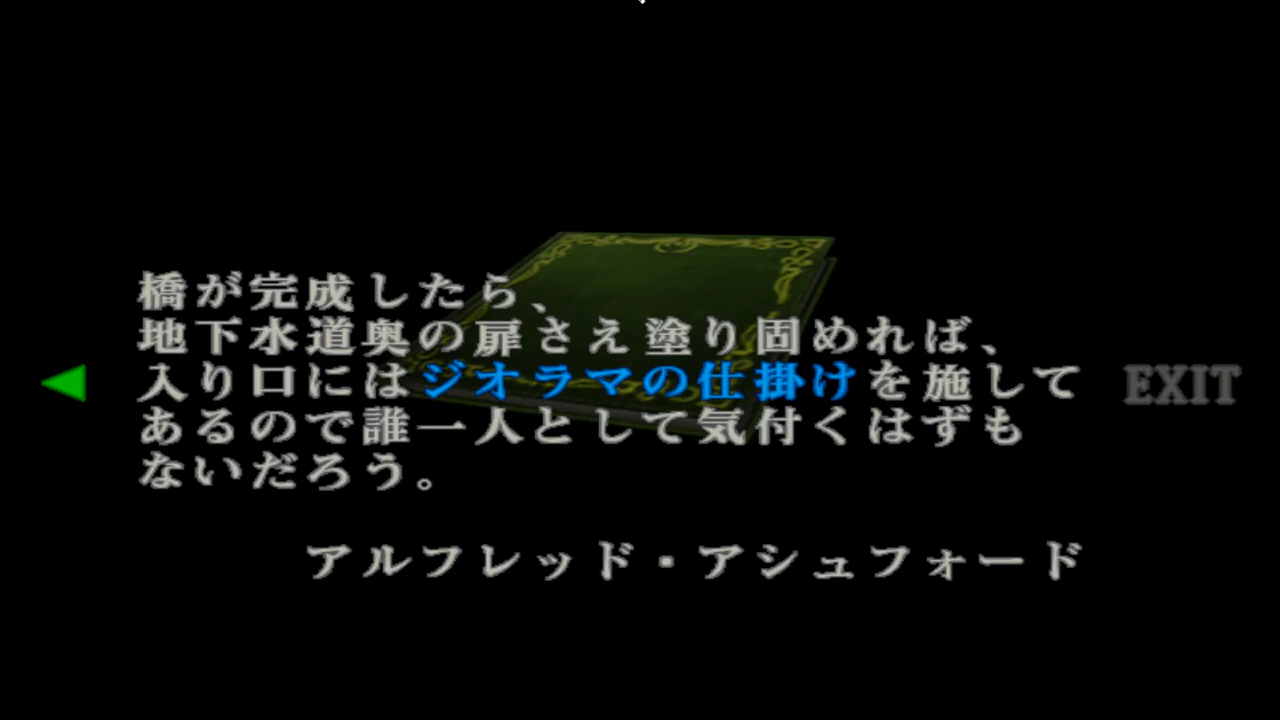 橋が完成したら、
地下水道奥の扉さえ塗り固めれば、
入り口にはジオラマの仕掛けを施して
あるので誰一人として気付くはずも
ないだろう。
アルフレッド・アシュフォード
EXIT